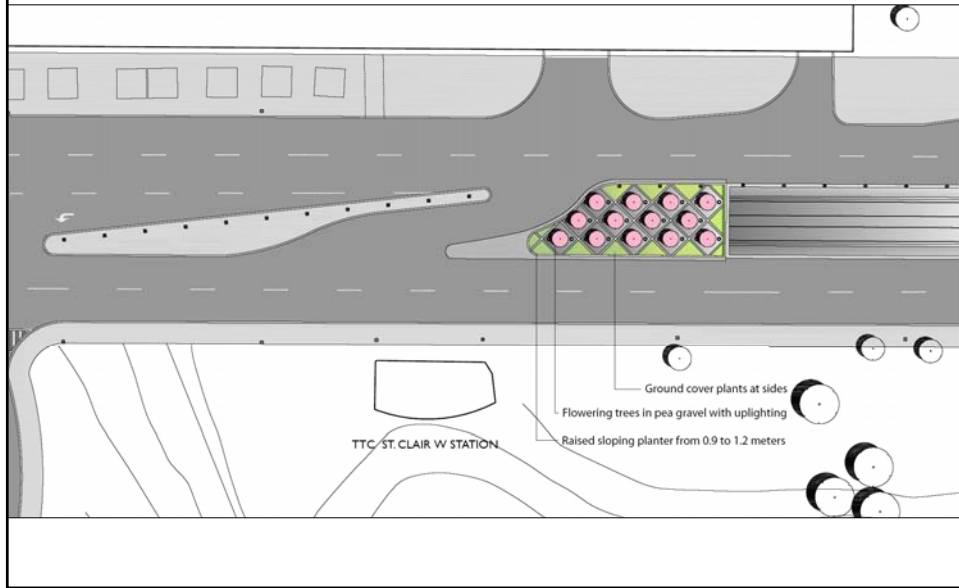 Ground cover plants at sides
Flowering trees in pea gravel with uplighting
Raised sloping planter from 0.9 to 1.2 meters
TTC ST. CLAIR W STATION